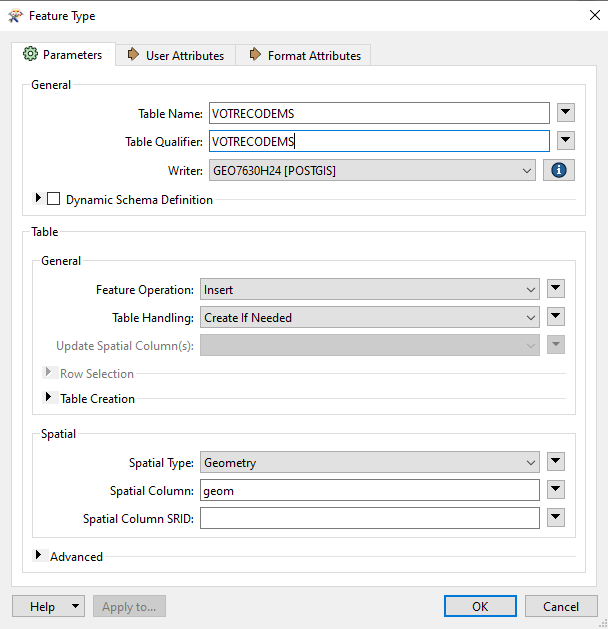 Feature Type
Parameters
User Attributes
Format Attributes
General
Table Name: VOTRECODEMS
Table Qualifier: VOTRECODEMS
Writer: GEO7630H24 [POSTGIS]
Dynamic Schema Definition
Table
General
Feature Operation: Insert
Table Handling: Create If Needed
Update Spatial Column(s):
Row Selection
Table Creation
Spatial
Spatial Type: Geometry
Spatial Column: geom
Spatial Column SRID:
Advanced
Help
Apply to...
OK
Cancel